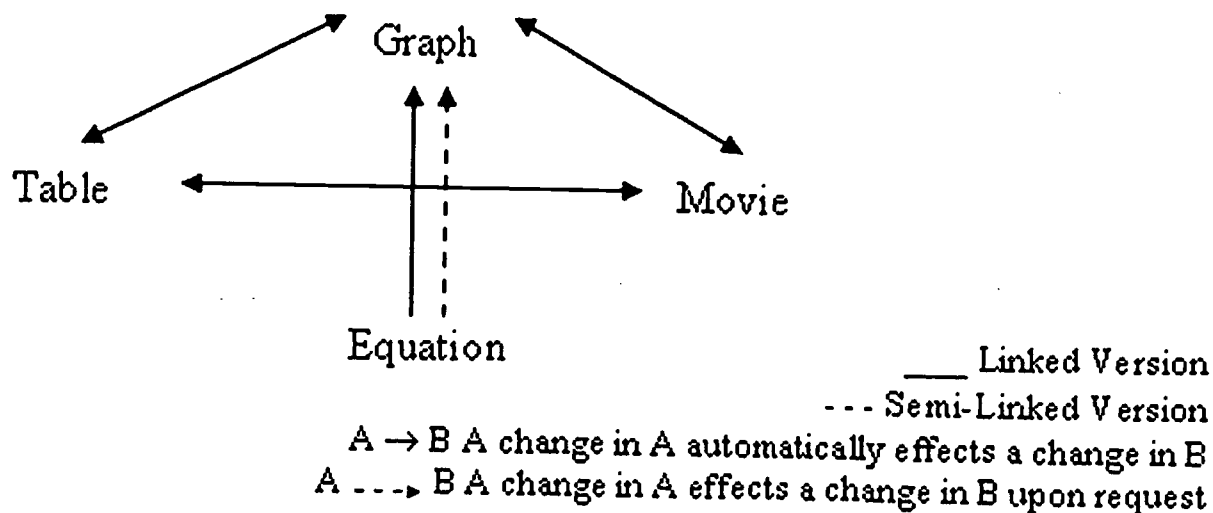 Graph
Table
Movie
Equation
___ Linked Version
--- Semi-Linked Version
A → B A change in A automatically effects a change in B
A ---► B A change in A effects a change in B upon request